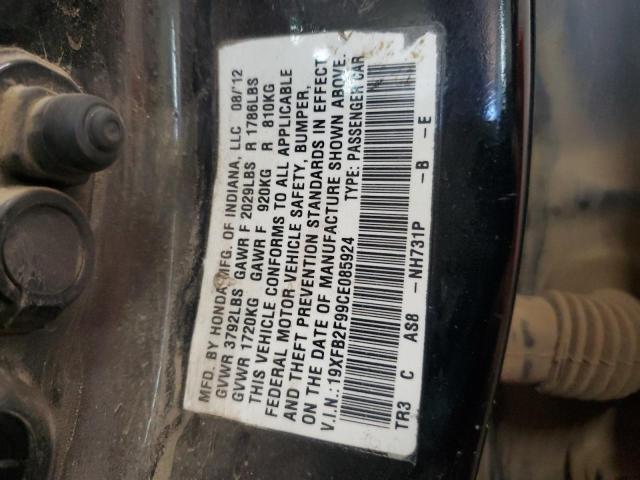 MFD. BY HONDA MFG. OF INDIANA, LLC 08/'12
GVWR 3792LBS GAWR F 2029LBS R 1786LBS
GVWR 1720KG GAWR F 920KG R 810KG
THIS VEHICLE CONFORMS TO ALL APPLICABLE
FEDERAL MOTOR VEHICLE SAFETY, BUMPER,
AND THEFT PREVENTION STANDARDS IN EFFECT
ON THE DATE OF MANUFACTURE SHOWN ABOVE.
V.I.N.:19XFB2F99CE085924 TYPE: PASSENGER CAR
TR3 C AS8 -NH731P -B -E